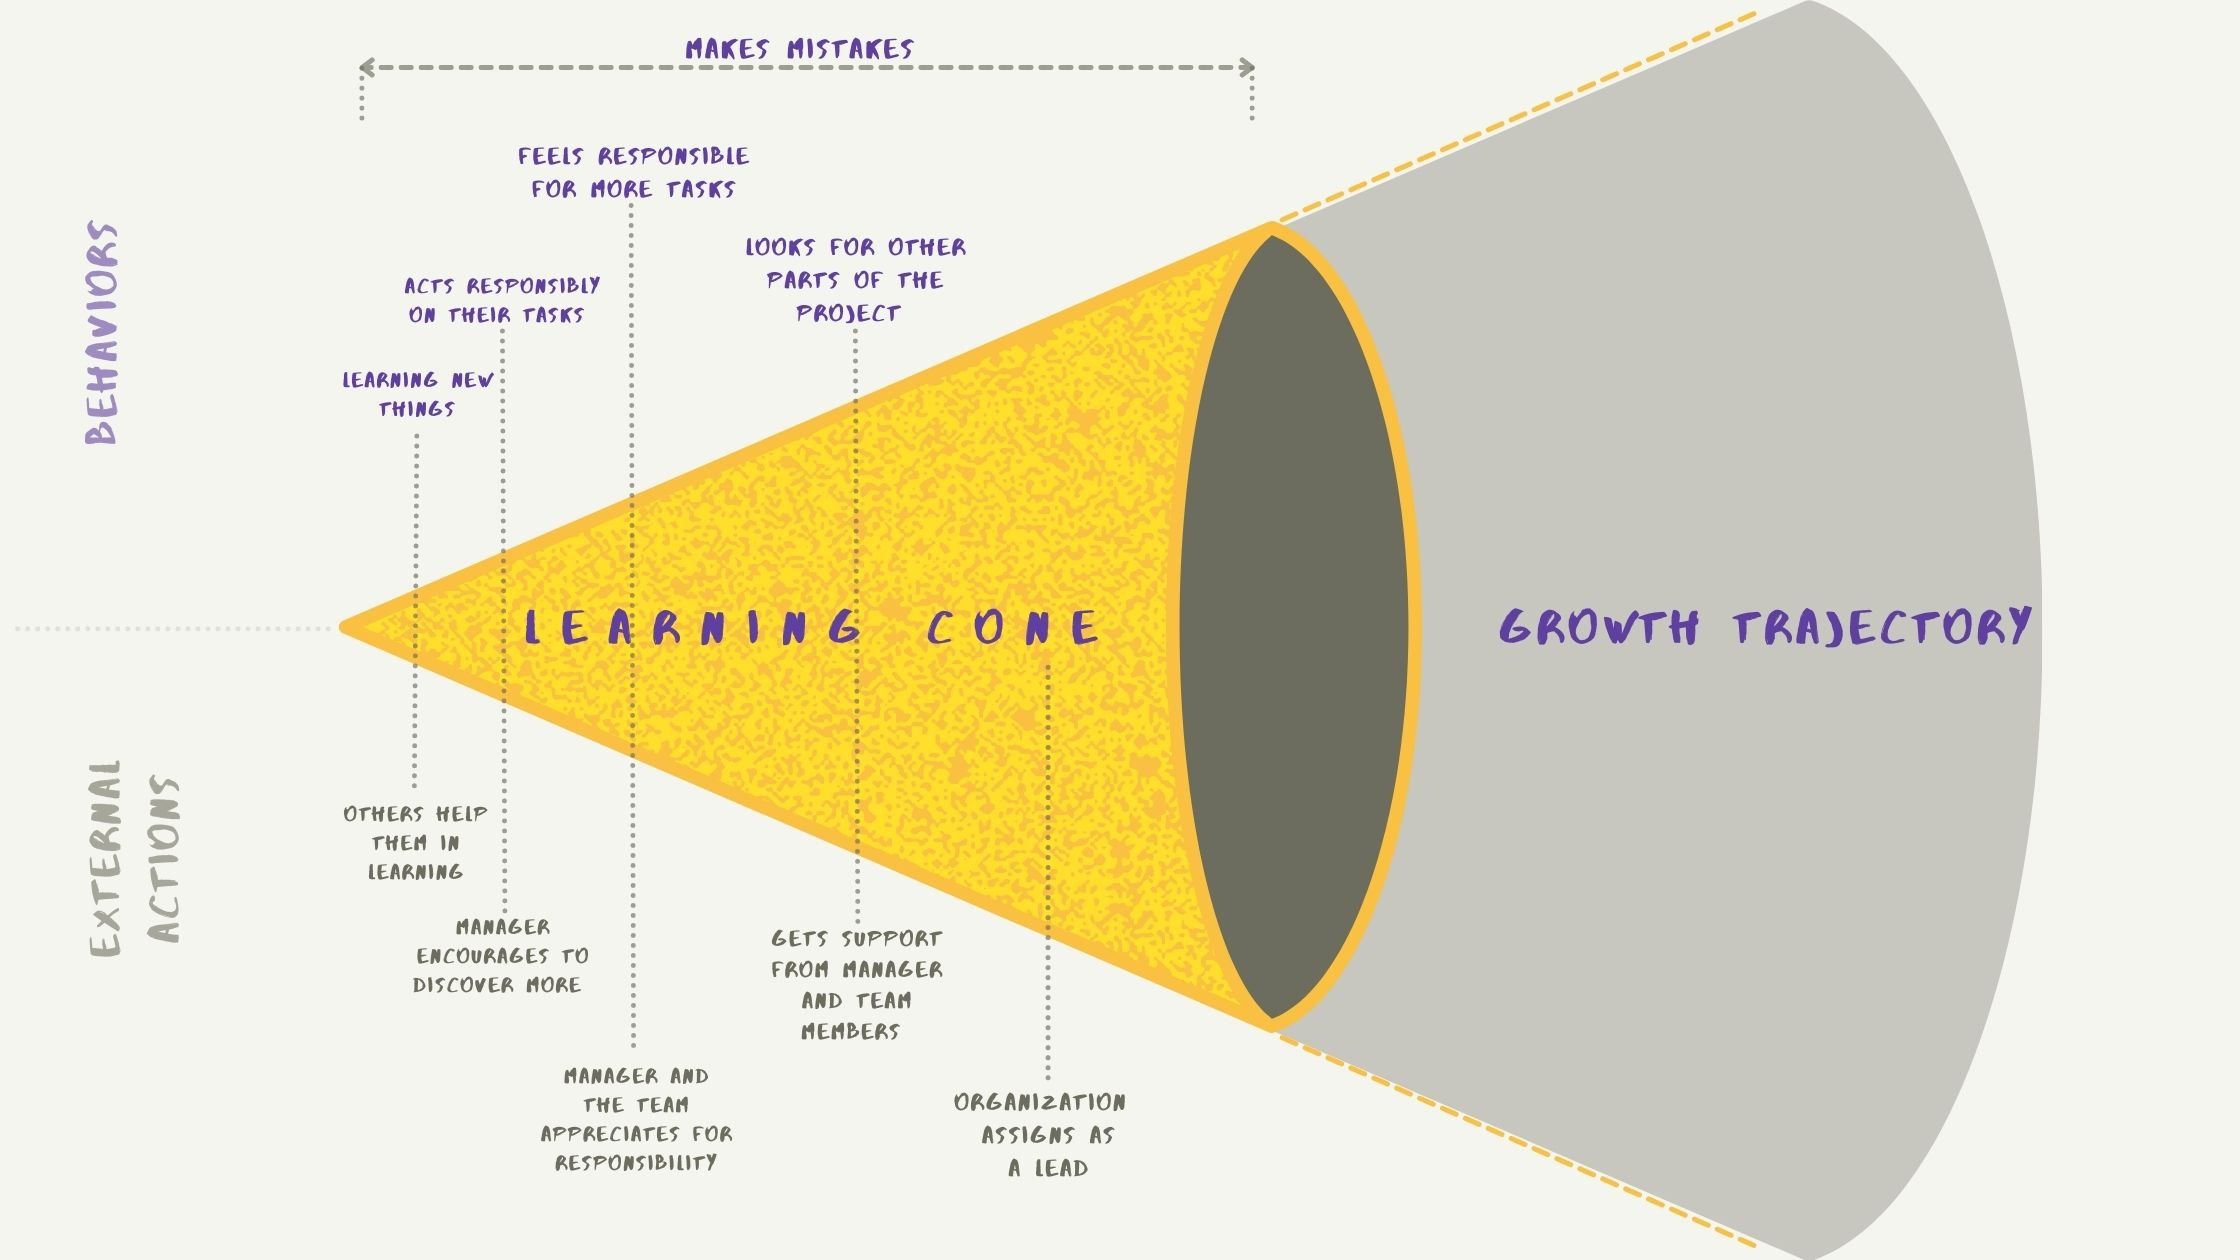 MAKES MISTAKES
FEELS RESPONSIBLE
FOR MORE TASKS
LOOKS FOR OTHER
PARTS OF THE
PROJECT
ACTS RESPONSIBLY
ON THEIR TASKS
LEARNING NEW
THINGS
BEHAVIORS
LEARNING CONE
GROWTH TRAJECTORY
EXTERNAL
ACTIONS
OTHERS HELP
THEM IN
LEARNING
MANAGER
ENCOURAGES TO
DISCOVER MORE
MANAGER AND
THE TEAM
APPRECIATES FOR
RESPONSIBILITY
GETS SUPPORT
FROM MANAGER
AND TEAM
MEMBERS
ORGANIZATION
ASSIGNS AS
A LEAD